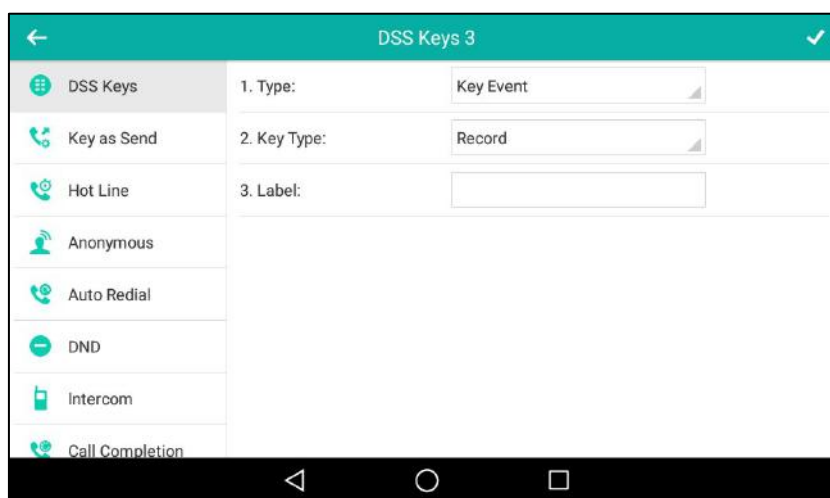 DSS Keys 3
DSS Keys
1. Type:
Key Event
Key as Send
2. Key Type:
Record
Hot Line
3. Label:
Anonymous
Auto Redial
DND
Intercom
Call Completion